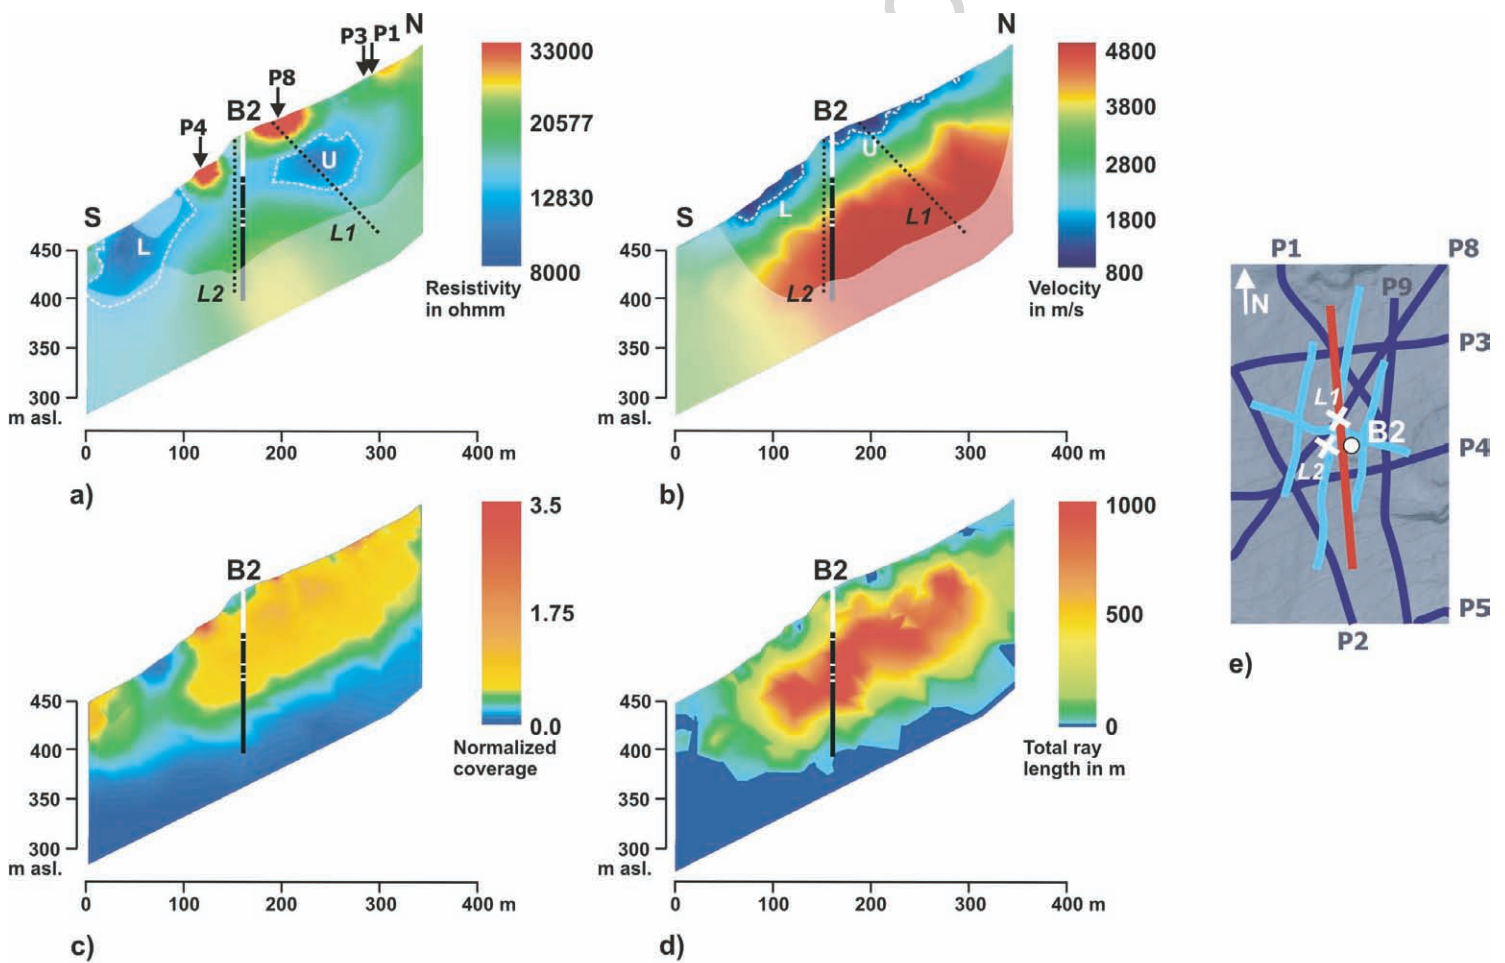 N
P3 P1
P8
B2
P4
U
S
L
L1
L2
450
400
350
300
m asl.
33000
20577
12830
8000
Resistivity
in ohmm
0 100 200 300 400 m
a)
N
B2
U
S
L
L1
L2
450
400
350
300
m asl.
4800
3800
2800
1800
800
Velocity
in m/s
0 100 200 300 400 m
b)
B2
450
400
350
300
m asl.
3.5
1.75
0.0
Normalized
coverage
0 100 200 300 400 m
c)
B2
450
400
350
300
m asl.
1000
500
0
Total ray
length in m
0 100 200 300 400 m
d)
P1 P8
N
P9
P3
L1
B2
P4
L2
P5
P2
e)